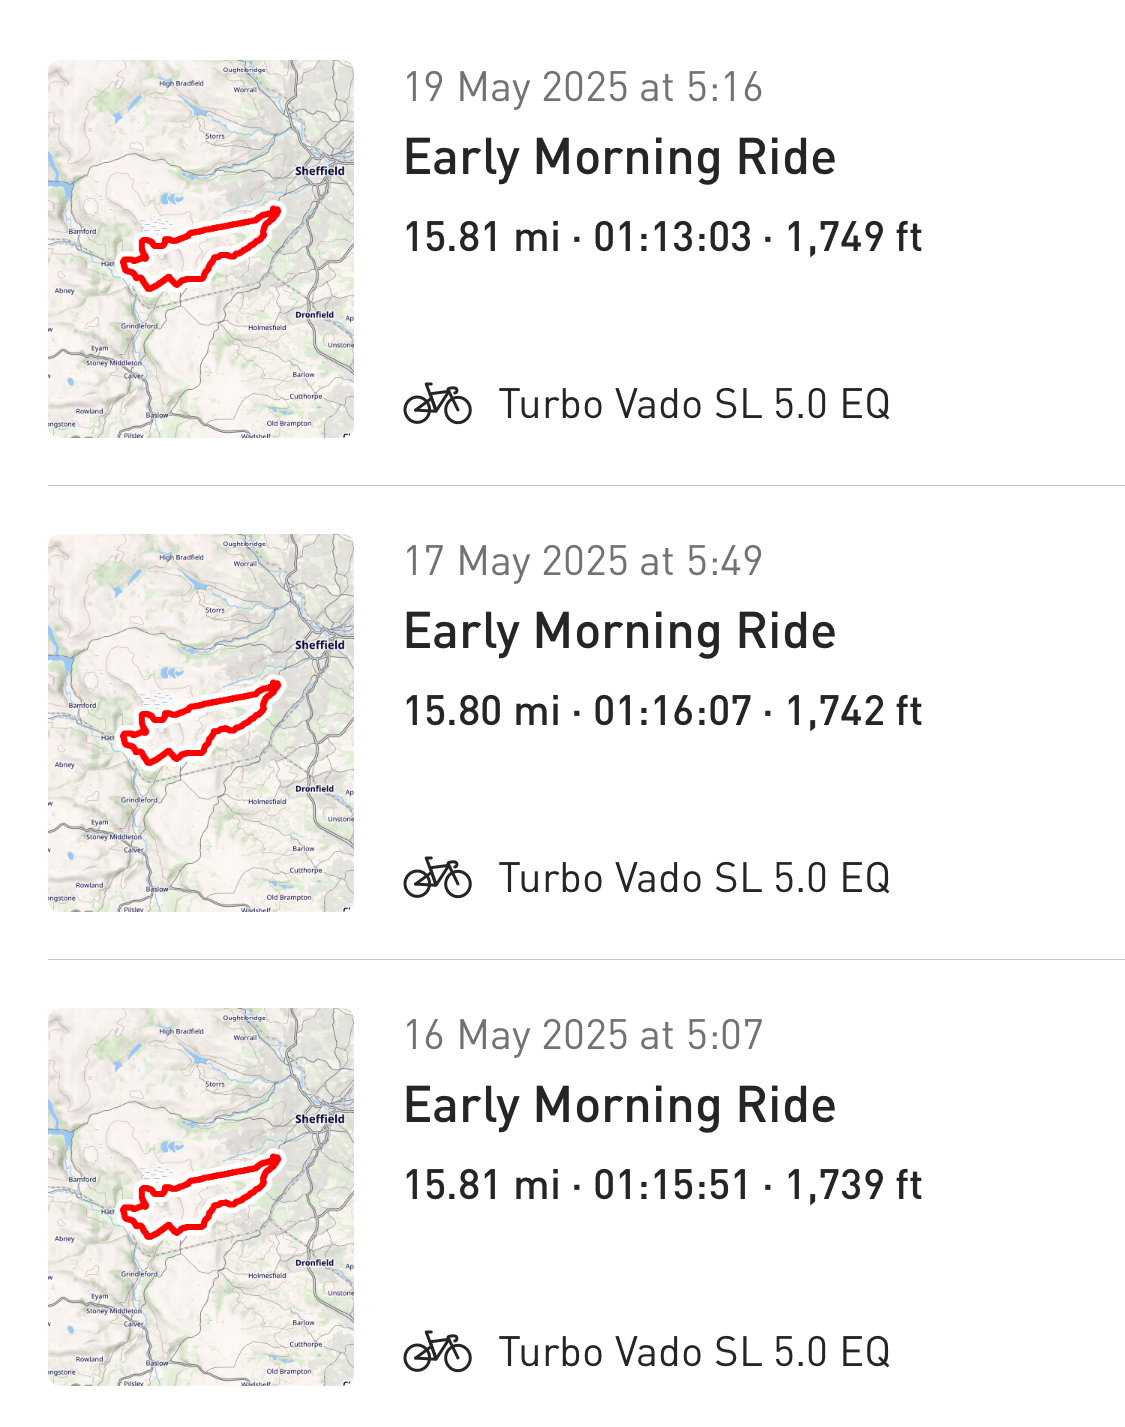 Oughtibridge
High Bradfield
Worrall
Storrs
Sheffield
Bamford
Hath
Abney
Grindleford
Dronfield
Holmesfield
Eyam
Unstone
Stoney Middleton
Calver
Barlow
Cutthorpe
Rowland
Baslow
Old Brampton
ongstone
Pilsley
Wadshelf
19 May 2025 at 5:16
Early Morning Ride
15.81 mi · 01:13:03 · 1,749 ft
Turbo Vado SL 5.0 EQ
Oughtibridge
High Bradfield
Worrall
Storrs
Sheffield
Bamford
Hath
Abney
Grindleford
Dronfield
Holmesfield
Eyam
Unstone
Stoney Middleton
Calver
Barlow
Cutthorpe
Rowland
Baslow
Old Brampton
ongstone
Pilsley
Wadshelf
17 May 2025 at 5:49
Early Morning Ride
15.80 mi · 01:16:07 · 1,742 ft
Turbo Vado SL 5.0 EQ
Oughtibridge
High Bradfield
Worrall
Storrs
Sheffield
Bamford
Hath
Abney
Grindleford
Dronfield
Holmesfield
Eyam
Unstone
Stoney Middleton
Calver
Barlow
Cutthorpe
Rowland
Baslow
Old Brampton
ongstone
Pilsley
Wadshelf
16 May 2025 at 5:07
Early Morning Ride
15.81 mi · 01:15:51 · 1,739 ft
Turbo Vado SL 5.0 EQ